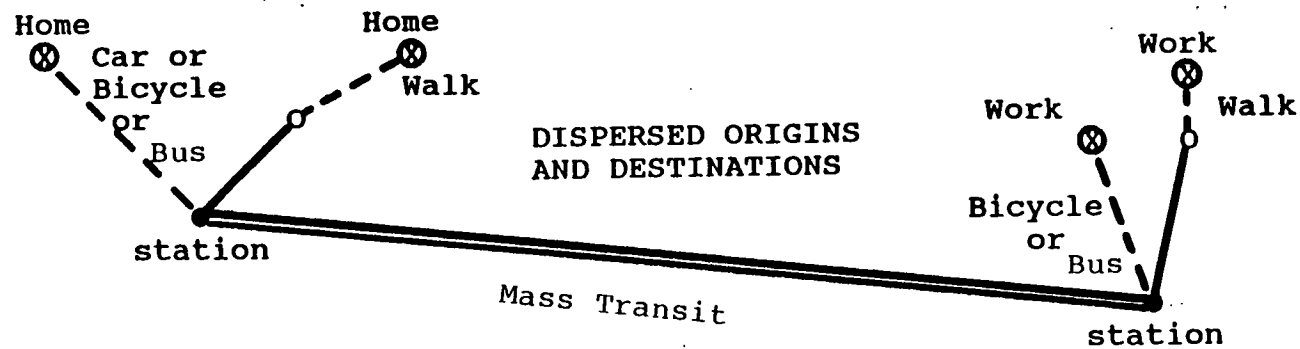 Home
Car or
Bicycle
or
Bus
Home
Walk
DISPERSED ORIGINS
AND DESTINATIONS
Work
Work
Walk
Bicycle
or
Bus
station
Mass Transit
station